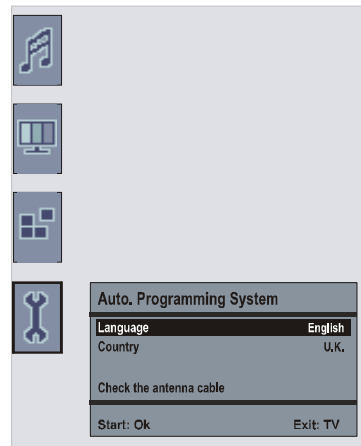 Auto. Programming System
Language English
Country U.K.
Check the antenna cable
Start: Ok Exit: TV